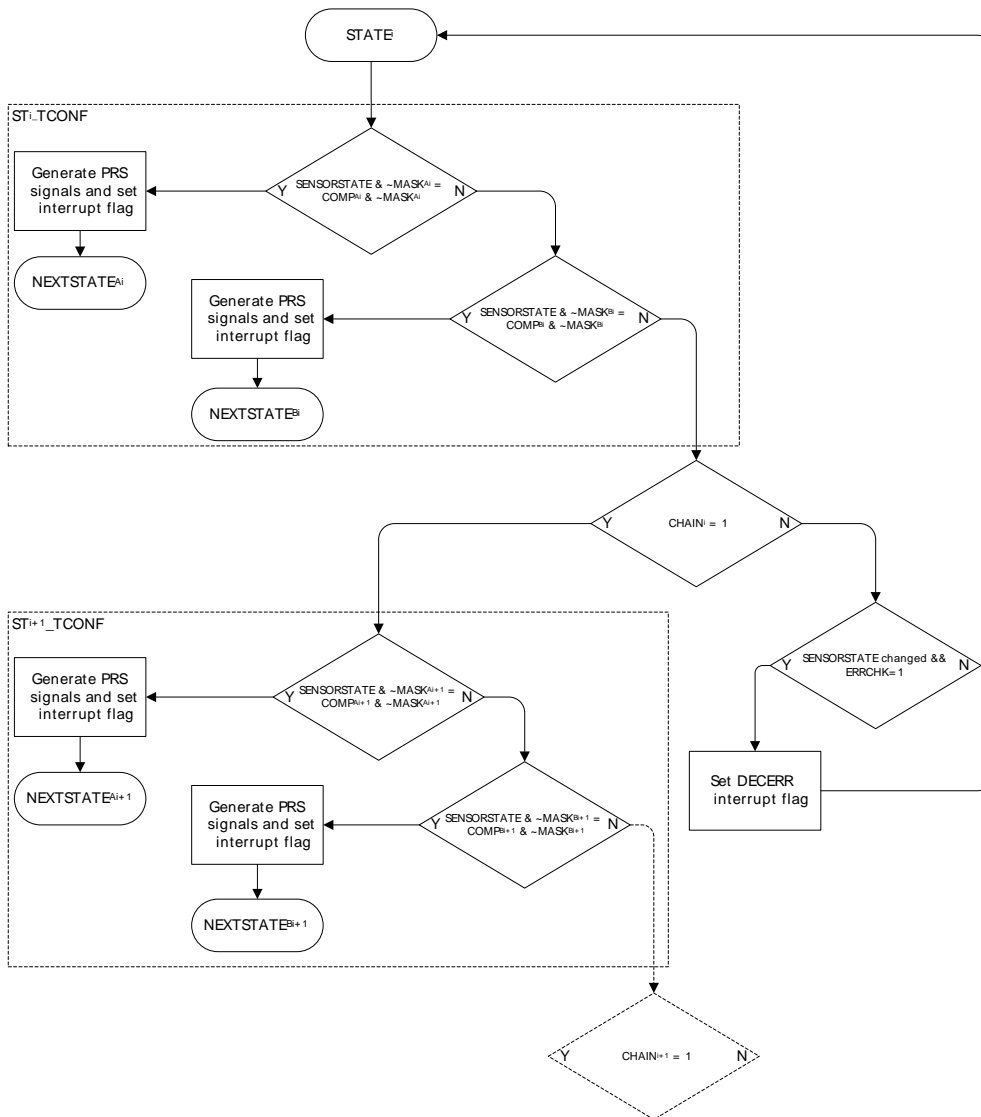 STATEi
STi_TCONF
Generate PRS
signals and set
interrupt flag
Y
SENSORSTATE & ~MASKAi =
COMPAi & ~MASKAi
N
NEXTSTATEAi
Generate PRS
signals and set
interrupt flag
Y
SENSORSTATE & ~MASKBi =
COMPBi & ~MASKBi
N
NEXTSTATEBi
Y
CHAINi = 1
N
STi+1_TCONF
Generate PRS
signals and set
interrupt flag
Y
SENSORSTATE & ~MASKAi+1 =
COMPAi+1 & ~MASKAi+1
N
Y
SENSORSTATE changed &&
ERRCHK= 1
N
NEXTSTATEAi+1
Generate PRS
signals and set
interrupt flag
Y
SENSORSTATE & ~MASKBi+1 =
COMPBi+1 & ~MASKBi+1
N
Set DECERR
interrupt flag
NEXTSTATEBi+1
Y
CHAINi+1 = 1
N